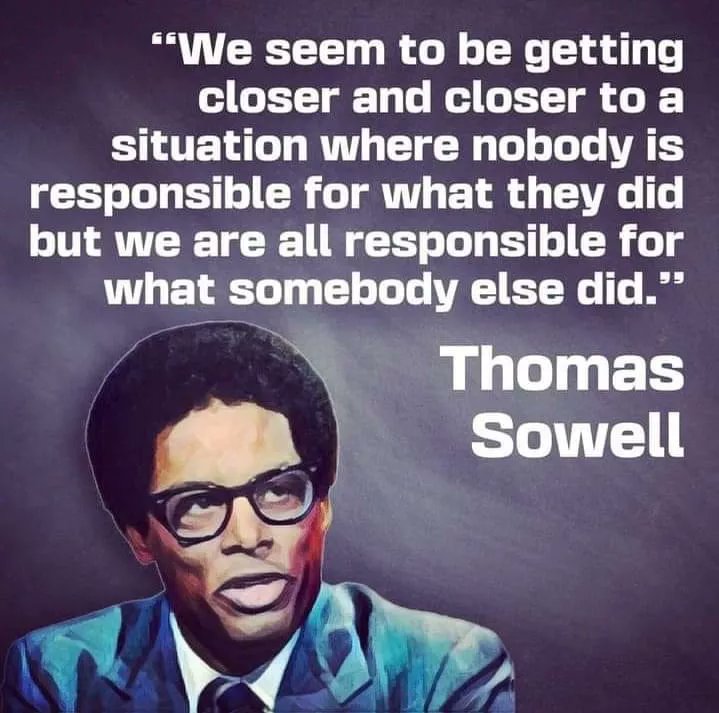 “We seem to be getting
closer and closer to a
situation where nobody is
responsible for what they did
but we are all responsible for
what somebody else did.”
Thomas
Sowell